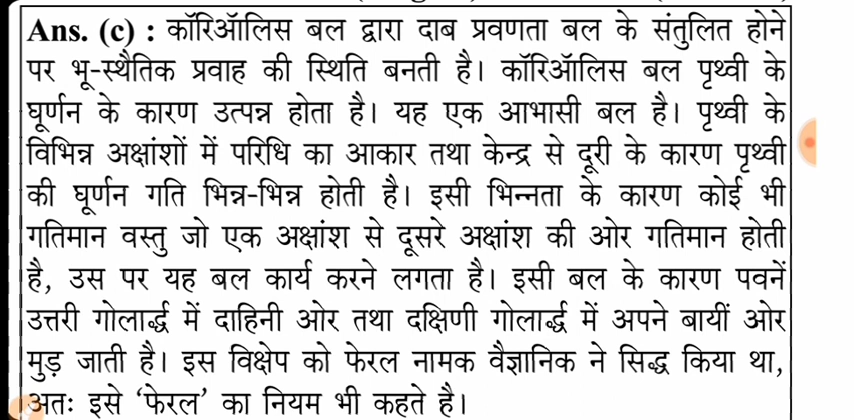 Ans. (c) : कॉरिऑलिस बल द्वारा दाब प्रवणता बल के संतुलित होने
पर भू-स्थैतिक प्रवाह की स्थिति बनती है। कॉरिऑलिस बल पृथ्वी के
घूर्णन के कारण उत्पन्न होता है। यह एक आभासी बल है। पृथ्वी के
विभिन्न अक्षांशों में परिधि का आकार तथा केन्द्र से दूरी के कारण पृथ्वी
की घूर्णन गति भिन्न-भिन्न होती है। इसी भिन्नता के कारण कोई भी
गतिमान वस्तु जो एक अक्षांश से दूसरे अक्षांश की ओर गतिमान होती
है, उस पर यह बल कार्य करने लगता है। इसी बल के कारण पवनें
उत्तरी गोलार्द्ध में दाहिनी ओर तथा दक्षिणी गोलार्द्ध में अपने बायीं ओर
मुड़ जाती है। इस विक्षेप को फेरल नामक वैज्ञानिक ने सिद्ध किया था,
अतः इसे ‘फेरल’ का नियम भी कहते है।